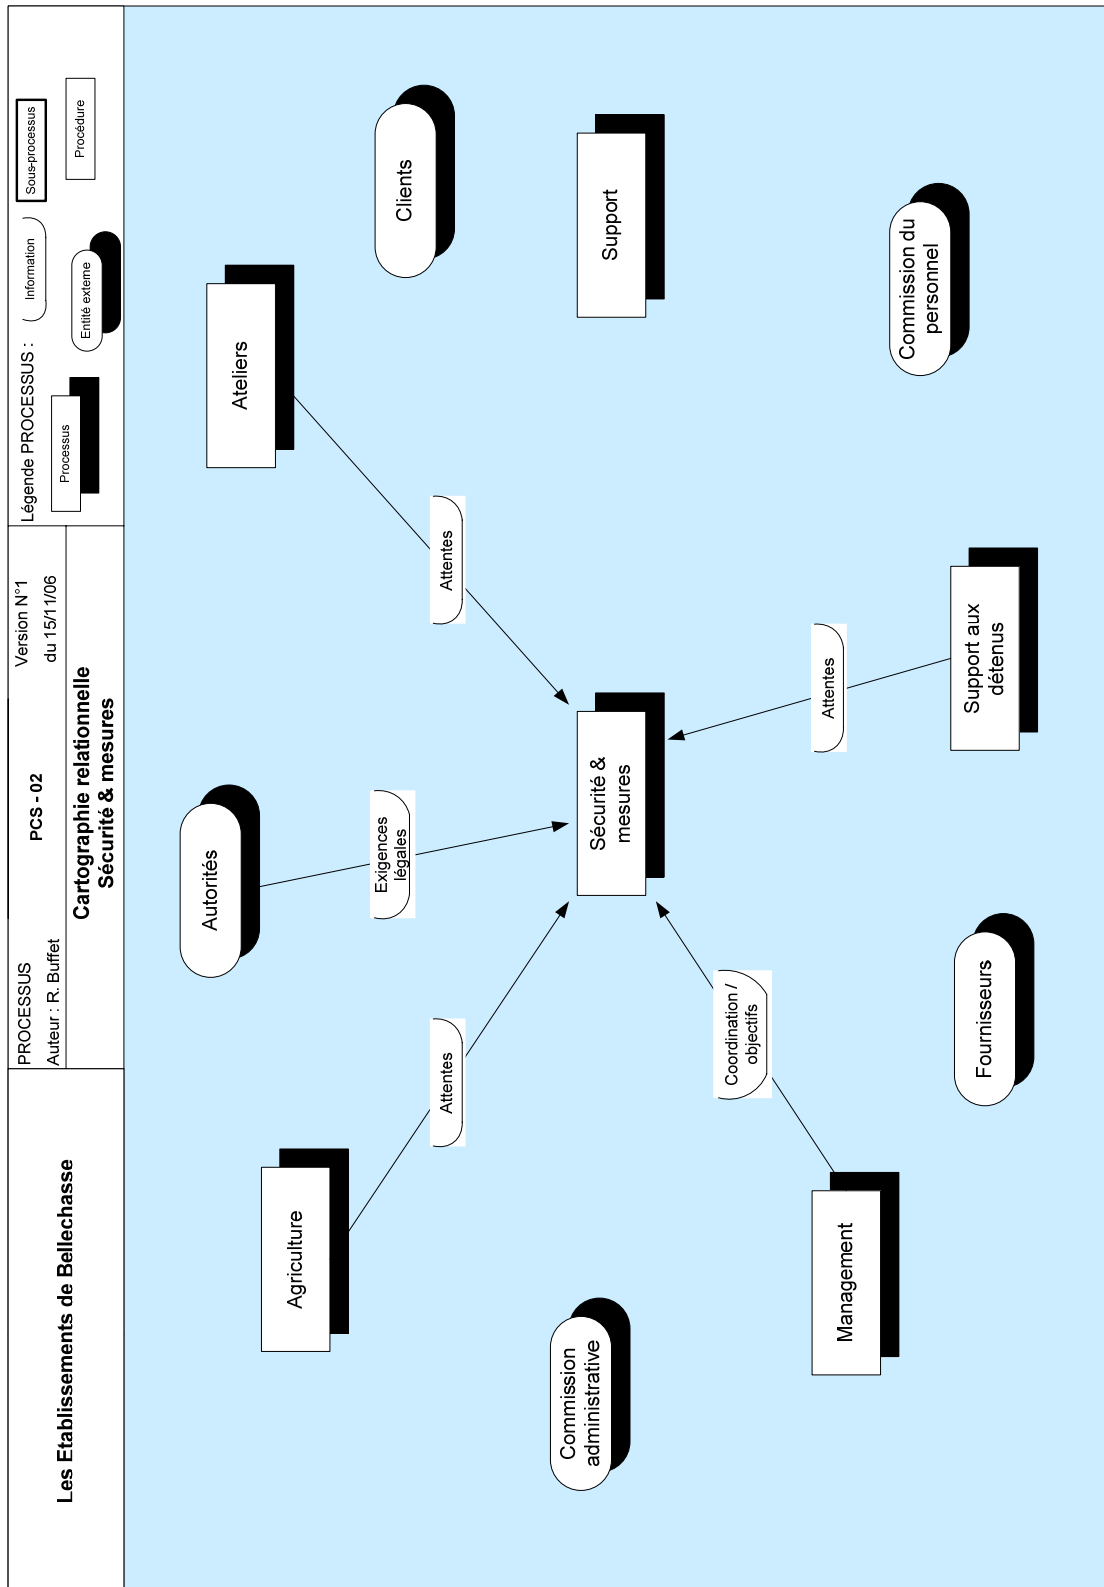 Les Etablissements de Bellechasse
PROCESSUS
PCS - 02
Version N°1
Auteur : R. Buffet
du 15/11/06
Cartographie relationnelle
Sécurité & mesures
Légende PROCESSUS :
Processus
Information
Entité externe
Sous-processus
Procédure
Autorités
Ateliers
Agriculture
Clients
Exigences
légales
Attentes
Attentes
Commission
administrative
Sécurité &
mesures
Support
Coordination /
objectifs
Attentes
Management
Commission du
personnel
Fournisseurs
Support aux
détenus